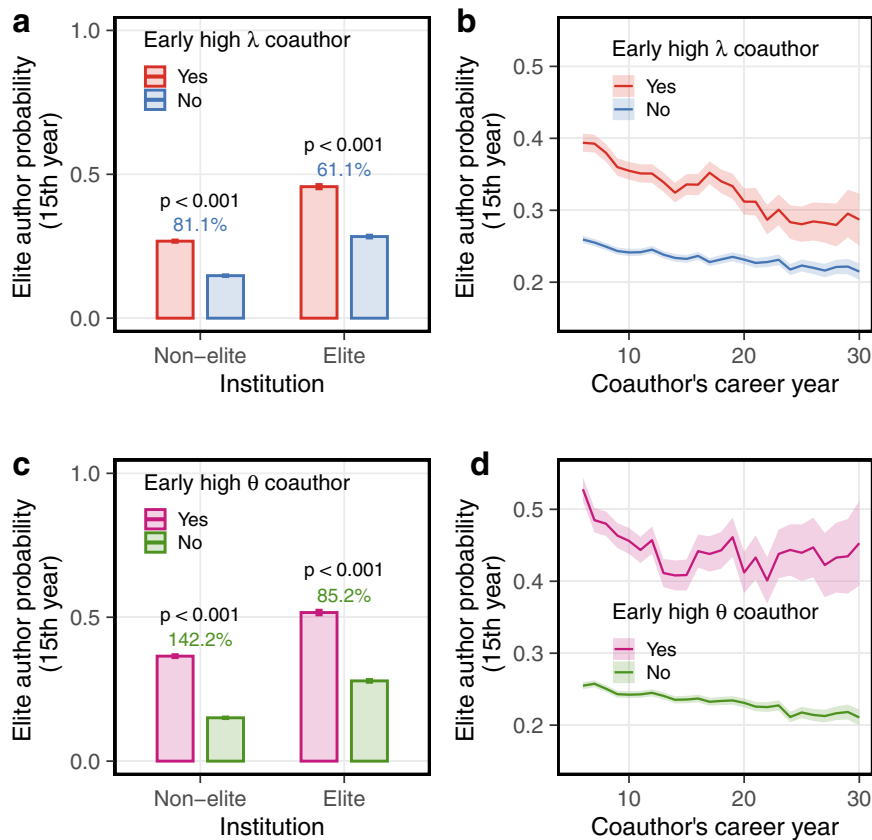 a
Elite author probability
(15th year)
1.0
0.5
0.0
Early high λ coauthor
Yes
No
p < 0.001
81.1%
p < 0.001
61.1%
Non−elite
Elite
Institution
b
Elite author probability
(15th year)
0.5
0.4
0.3
0.2
Early high λ coauthor
Yes
No
10
20
30
Coauthor's career year
c
Elite author probability
(15th year)
1.0
0.5
0.0
Early high θ coauthor
Yes
No
p < 0.001
142.2%
p < 0.001
85.2%
Non−elite
Elite
Institution
d
Elite author probability
(15th year)
0.5
0.4
0.3
0.2
Early high θ coauthor
Yes
No
10
20
30
Coauthor's career year